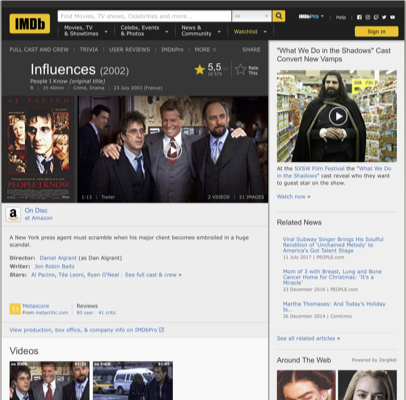 IMDb
Find Movies, TV shows, Celebrities and more...
All
IMDbPro
Help
Movies, TV
& Showtimes
Celebs, Events
& Photos
News &
Community
Watchlist
Sign in
FULL CAST AND CREW | TRIVIA | USER REVIEWS | IMDbPro | MORE
SHARE
Influences (2002)
People I Know (original title)
R | 1h 40min | Crime, Drama | 23 July 2003 (France)
5,5
Rate
This
PEOPLE I KNOW
1:13 | Trailer
2 VIDEOS | 31 IMAGES
On Disc
at Amazon
A New York press agent must scramble when his major client becomes embroiled in a huge
scandal.
Director: Daniel Algrant (as Dan Algrant)
Writer: Jon Robin Baitz
Stars: Al Pacino, Téa Leoni, Ryan O'Neal | See full cast & crew »
Metascore
From metacritic.com
Reviews
80 user | 41 critic
View production, box office, & company info on IMDbPro
Videos
"What We Do in the Shadows" Cast
Convert New Vamps
At the SXSW Film Festival the "What We
Do in the Shadows" cast reveal who they want
to guest star on the show.
Watch now »
Related News
Viral Subway Singer Brings His Soulful
Rendition of 'Unchained Melody' to
America's Got Talent Stage
11 July 2017 | PEOPLE.com
Mom of 3 with Breast, Lung and Bone
Cancer Home for Christmas: 'It's a
Miracle'
23 December 2016 | PEOPLE.com
Martha Thomases: And Today's Holiday
Is...
26 December 2014 | Comicmix
See all related articles »
Around The Web
Powered by ZergNet